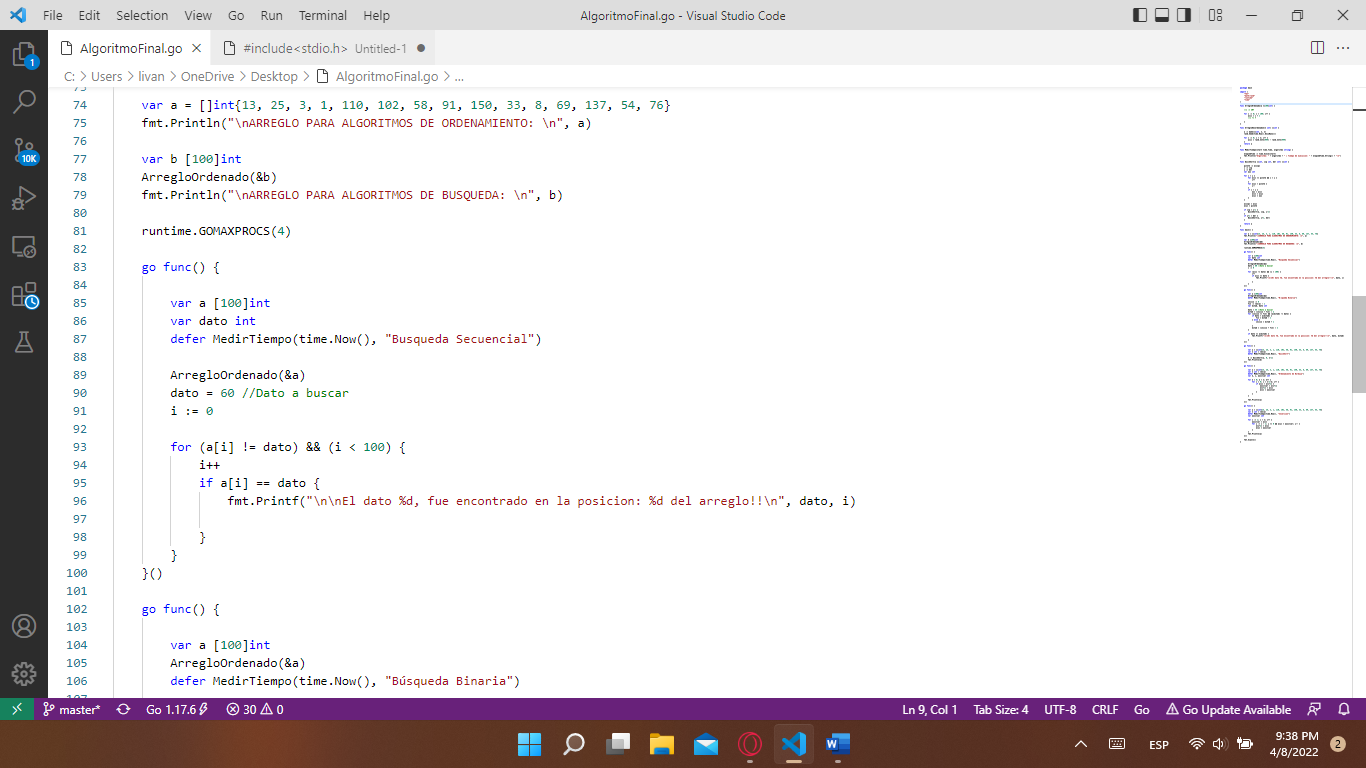 File Edit Selection View Go Run Terminal Help
AlgoritmoFinal.go - Visual Studio Code
AlgoritmoFinal.go
#include<stdio.h> Untitled-1
C: > Users > livan > OneDrive > Desktop > AlgoritmoFinal.go > ...
74 var a = []int{13, 25, 3, 1, 110, 102, 58, 91, 150, 33, 8, 69, 137, 54, 76}
75 fmt.Println("\nARREGLO PARA ALGORITMOS DE ORDENAMIENTO: \n", a)
76
77 var b [100]int
78 ArregloOrdenado(&b)
79 fmt.Println("\nARREGLO PARA ALGORITMOS DE BUSQUEDA: \n", b)
80
81 runtime.GOMAXPROCS(4)
82
83 go func() {
84
85 var a [100]int
86 var dato int
87 defer MedirTiempo(time.Now(), "Busqueda Secuencial")
88
89 ArregloOrdenado(&a)
90 dato = 60 //Dato a buscar
91 i := 0
92
93 for (a[i] != dato) && (i < 100) {
94 i++
95 if a[i] == dato {
96 fmt.Printf("\n\nEl dato %d, fue encontrado en la posicion: %d del arreglo!!\n", dato, i)
97
98 }
99 }
100 }()
101
102 go func() {
103
104 var a [100]int
105 ArregloOrdenado(&a)
106 defer MedirTiempo(time.Now(), "Búsqueda Binaria")
1
10K
master* Go 1.17.6 30 0
Ln 9, Col 1 Tab Size: 4 UTF-8 CRLF Go Go Update Available
ESP
9:38 PM
4/8/2022
2